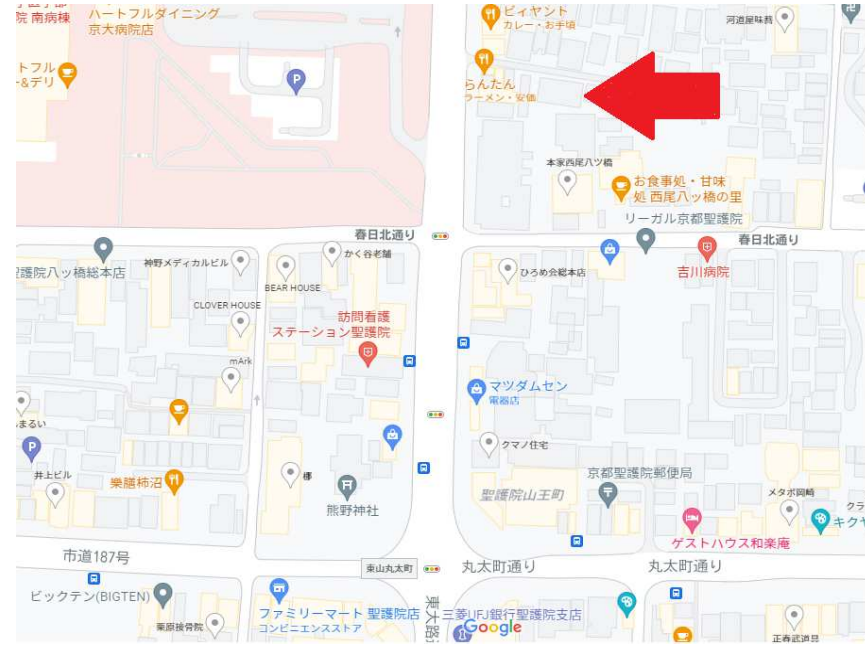 院 南病棟
ハートフルダイニング
京大病院店
ビィヤント
カレー・お手頃
河道屋
トフル
&デリ
らんたん
ラーメン・安価
本家西尾八ツ橋
お食事処・甘味
処 西尾八ッ橋の里
リーガル京都聖護院
春日北通り
春日北通り
護院八ッ橋総本店
神野メディカルビル
かく谷老舗
ひろめ会総本店
吉川病院
BEAR HOUSE
CLOVER HOUSE
訪問看護
ステーション聖護院
mArk
マツダムセン
電器店
まるい
クマノ住宅
井上ビル
樂膳柿沼
梛
熊野神社
京都聖護院郵便局
聖護院山王町
メタボ岡崎
クラ
キクヤ
ゲストハウス和楽庵
市道187号
東山丸太町
丸太町通り
丸太町通り
ビックテン(BIGTEN)
ファミリーマート 聖護院店
コンビニエンスストア
東大路
三菱UFJ銀行聖護院支店
Google
栗原接骨院
正春武道具